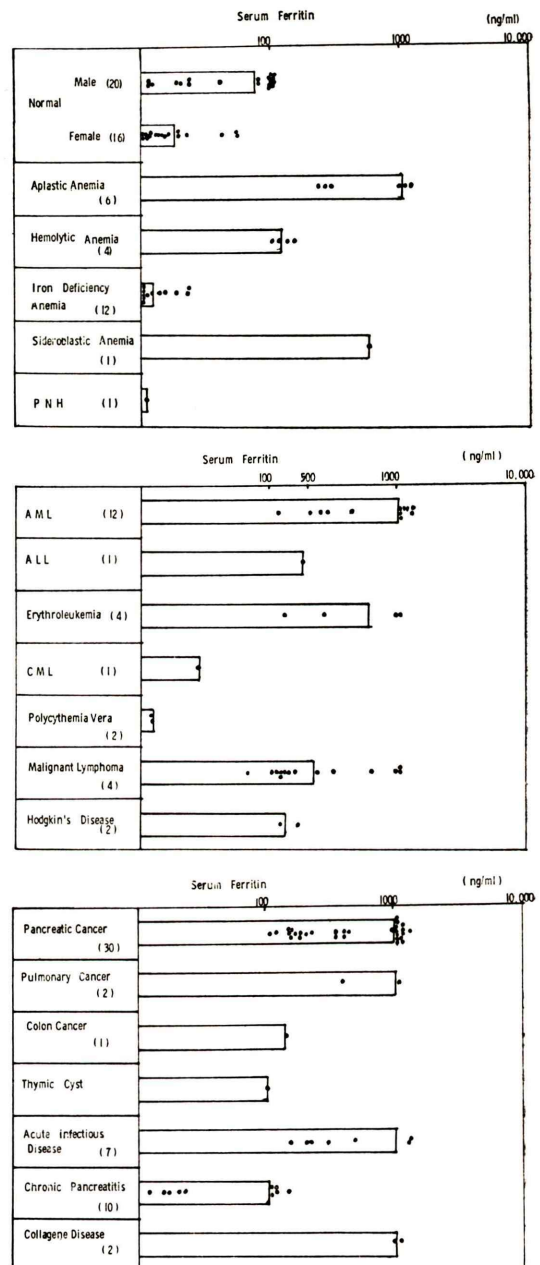 Serum Ferritin (ng/ml)
100 1000 10,000
Male (20)
Normal
Female (16)
Aplastic Anemia
(6)
Hemolytic Anemia
(4)
Iron Deficiency
Anemia (12)
Sideroblastic Anemia
(1)
PNH (1)
Serum Ferritin (ng/ml)
100 500 1000 10,000
AML (12)
ALL (1)
Erythroleukemia (4)
CML (1)
Polycythemia Vera
(2)
Malignant Lymphoma
(4)
Hodgkin's Disease
(2)
Serum Ferritin (ng/ml)
100 1000 10,000
Pancreatic Cancer
(30)
Pulmonary Cancer
(2)
Colon Cancer
(1)
Thymic Cyst
Acute Infectious
Disease (7)
Chronic Pancreatitis
(10)
Collagene Disease
(2)